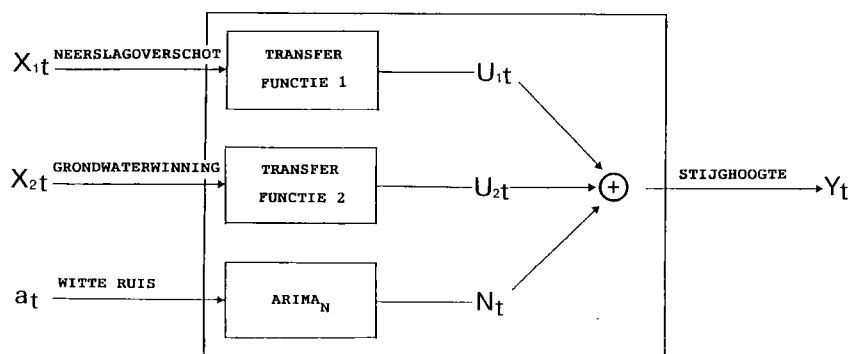 X1t NEERSLAGOVERSCHOT
TRANSFER
FUNCTIE 1
U1t
X2t GRONDWATERWINNING
TRANSFER
FUNCTIE 2
U2t
+
STIJGHOOGTE
Yt
at WITTE RUIS
ARIMAN
Nt